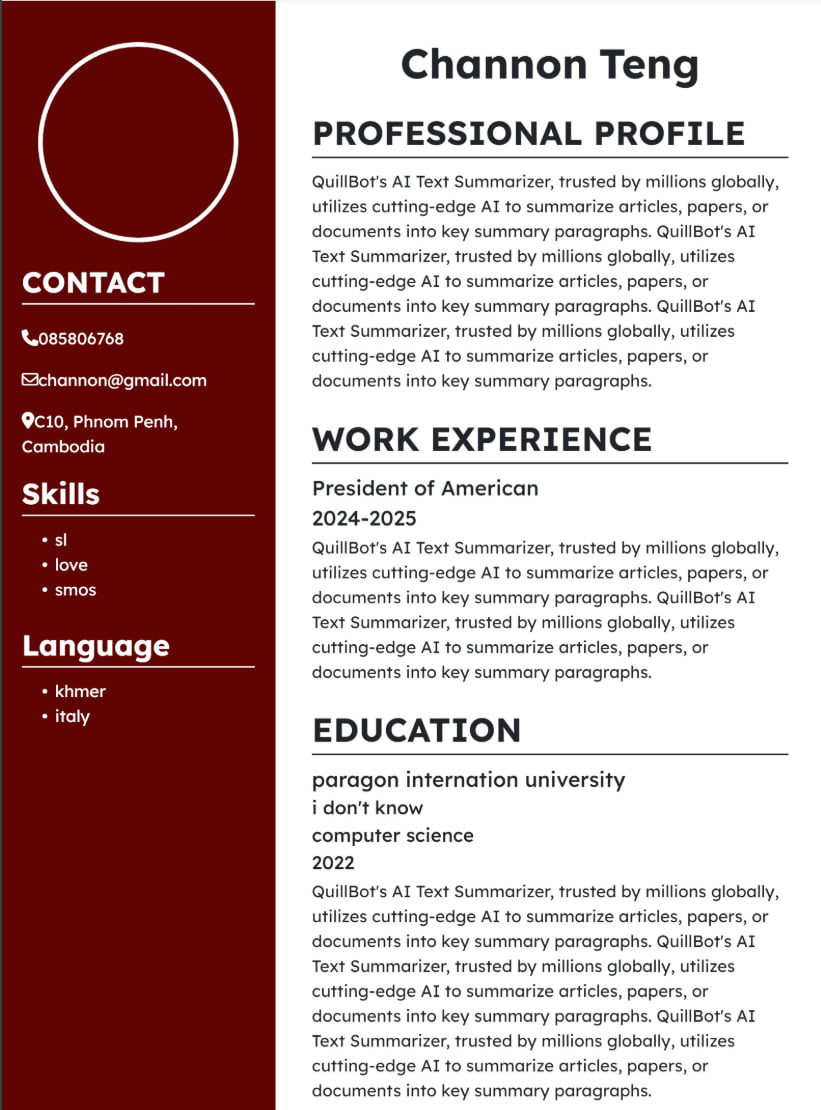 Channon Teng
CONTACT
085806768
channon@gmail.com
C10, Phnom Penh,
Cambodia
Skills
• sl
• love
• smos
Language
• khmer
• italy
PROFESSIONAL PROFILE
QuillBot's AI Text Summarizer, trusted by millions globally,
utilizes cutting-edge AI to summarize articles, papers, or
documents into key summary paragraphs. QuillBot's AI
Text Summarizer, trusted by millions globally, utilizes
cutting-edge AI to summarize articles, papers, or
documents into key summary paragraphs. QuillBot's AI
Text Summarizer, trusted by millions globally, utilizes
cutting-edge AI to summarize articles, papers, or
documents into key summary paragraphs.
WORK EXPERIENCE
President of American
2024-2025
QuillBot's AI Text Summarizer, trusted by millions globally,
utilizes cutting-edge AI to summarize articles, papers, or
documents into key summary paragraphs. QuillBot's AI
Text Summarizer, trusted by millions globally, utilizes
cutting-edge AI to summarize articles, papers, or
documents into key summary paragraphs.
EDUCATION
paragon internation university
i don't know
computer science
2022
QuillBot's AI Text Summarizer, trusted by millions globally,
utilizes cutting-edge AI to summarize articles, papers, or
documents into key summary paragraphs. QuillBot's AI
Text Summarizer, trusted by millions globally, utilizes
cutting-edge AI to summarize articles, papers, or
documents into key summary paragraphs. QuillBot's AI
Text Summarizer, trusted by millions globally, utilizes
cutting-edge AI to summarize articles, papers, or
documents into key summary paragraphs.